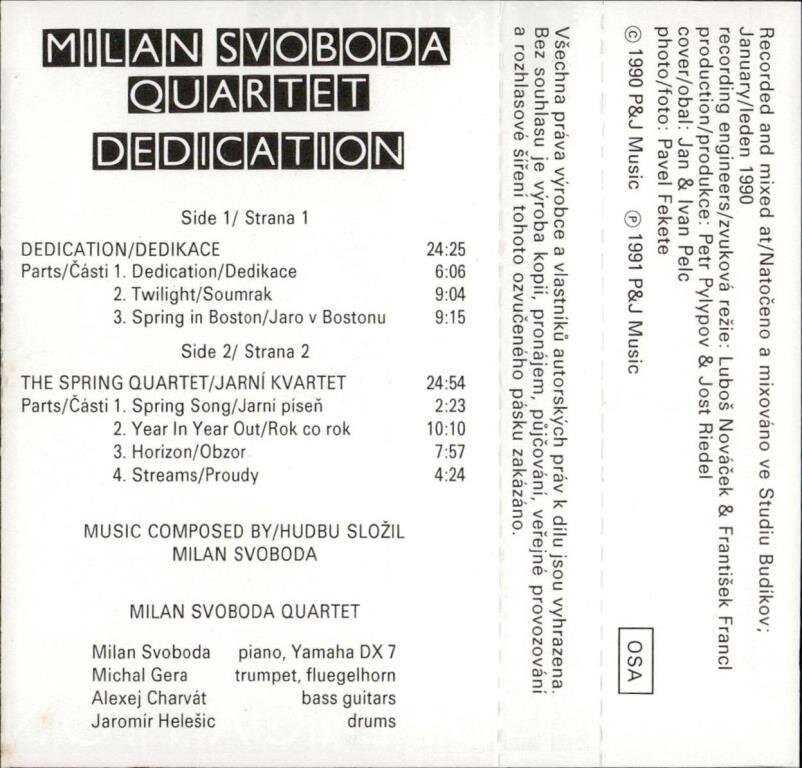 MILAN SVOBODA
QUARTET
DEDICATION
Side 1/ Strana 1
DEDICATION/DEDIKACE 24:25
Parts/Části 1. Dedication/Dedikace 6:06
2. Twilight/Soumrak 9:04
3. Spring in Boston/Jaro v Bostonu 9:15
Side 2/ Strana 2
THE SPRING QUARTET/JARNÍ KVARTET 24:54
Parts/Části 1. Spring Song/Jarní píseň 2:23
2. Year In Year Out/Rok co rok 10:10
3. Horizon/Obzor 7:57
4. Streams/Proudy 4:24
MUSIC COMPOSED BY/HUDBU SLOŽIL
MILAN SVOBODA
MILAN SVOBODA QUARTET
Milan Svoboda piano, Yamaha DX 7
Michal Gera trumpet, fluegelhorn
Alexej Charvát bass guitars
Jaromír Helešic drums
Všechna práva výrobce a vlastníků autorských práv k dílu jsou vyhrazena.
Bez souhlasu je výroba kopií, pronájem, půjčování, veřejné provozování
a rozhlasové šíření tohoto ozvučeného pásku zakázáno.
Recorded and mixed at/Natočeno a mixováno ve Studiu Budíkov;
January/leden 1990
recording engineers/zvuková režie: Luboš Nováček & František Francl
production/produkce: Petr Pylypov & Jost Riedel
cover/obal: Jan & Ivan Pelc
photo/foto: Pavel Fekete
© 1990 P&J Music ℗ 1991 P&J Music
OSA